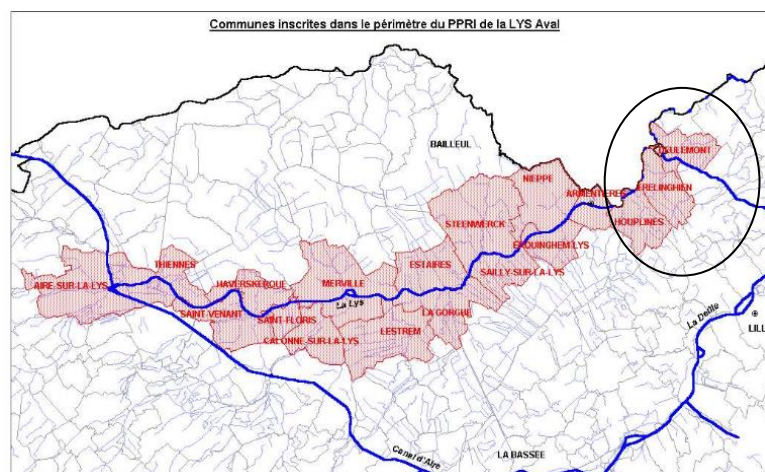 Communes inscrites dans le périmètre du PPRI de la LYS Aval
BAILLEUL
DEULEMONT
NIEPPE
ARMENTIERES
FRELINGHIEN
STEENWERCK
HOUPLINES
ERQUINGHEM-LYS
THIENNES
ESTAIRES
SAILLY-SUR-LA-LYS
AIRE-SUR-LA-LYS
HAVERSKERQUE
MERVILLE
La Lys
SAINT-VENANT
SAINT-FLORIS
LA GORGUE
La Deûle
LILL
CALONNE-SUR-LA-LYS
LESTREM
Canal d'Aire
LA BASSEE